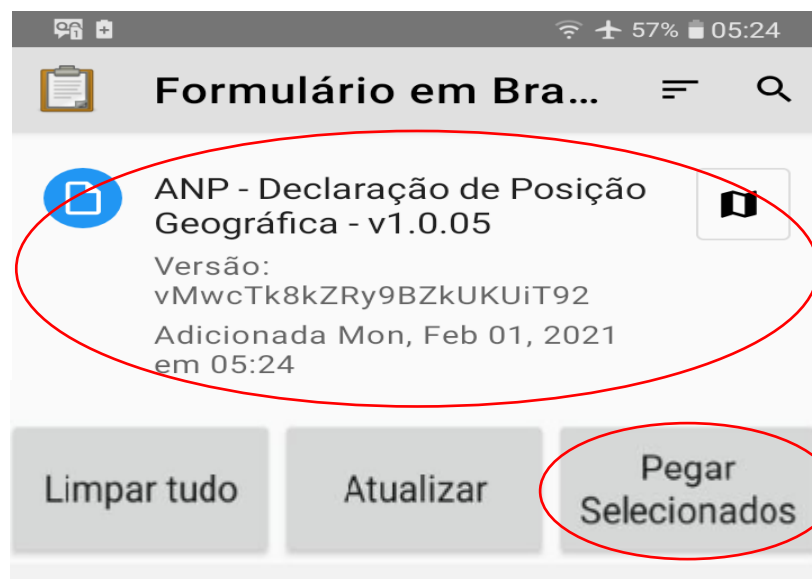 57% 05:24
Formulário em Bra...
ANP - Declaração de Posição
Geográfica - v1.0.05
Versão:
vMwcTk8kZRy9BZkUKUiT92
Adicionada Mon, Feb 01, 2021
em 05:24
Limpar tudo
Atualizar
Pegar
Selecionados